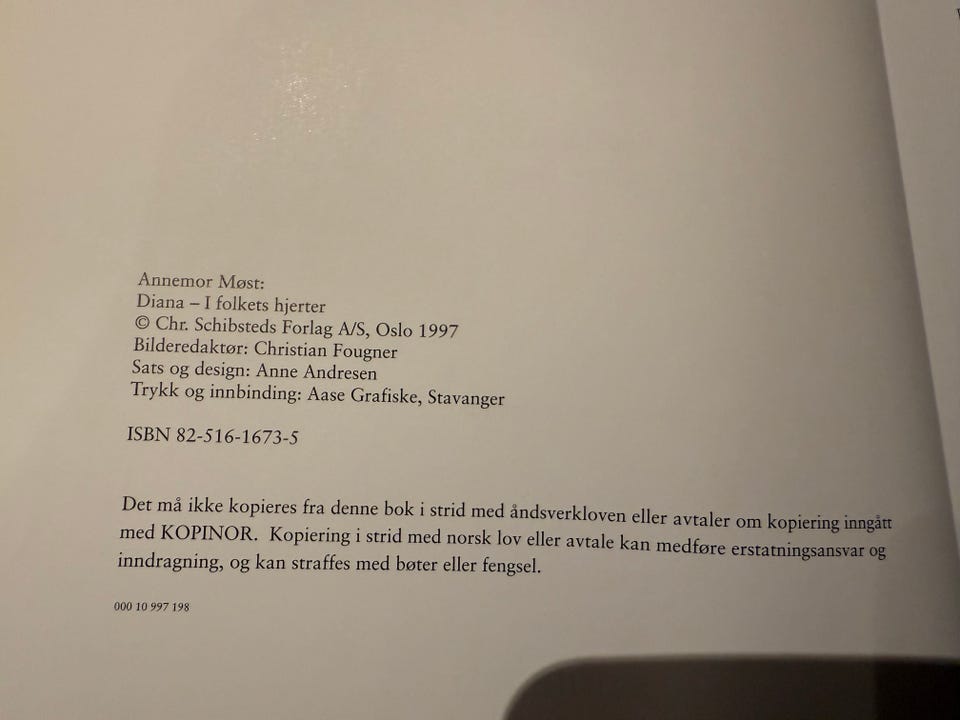 Annemor Møst:
Diana – I folkets hjerter
© Chr. Schibsteds Forlag A/S, Oslo 1997
Bilderedaktør: Christian Fougner
Sats og design: Anne Andresen
Trykk og innbinding: Aase Grafiske, Stavanger
ISBN 82-516-1673-5
Det må ikke kopieres fra denne bok i strid med åndsverkloven eller avtaler om kopiering inngått
med KOPINOR. Kopiering i strid med norsk lov eller avtale kan medføre erstatningsansvar og
inndragning, og kan straffes med bøter eller fengsel.
000 10 997 198